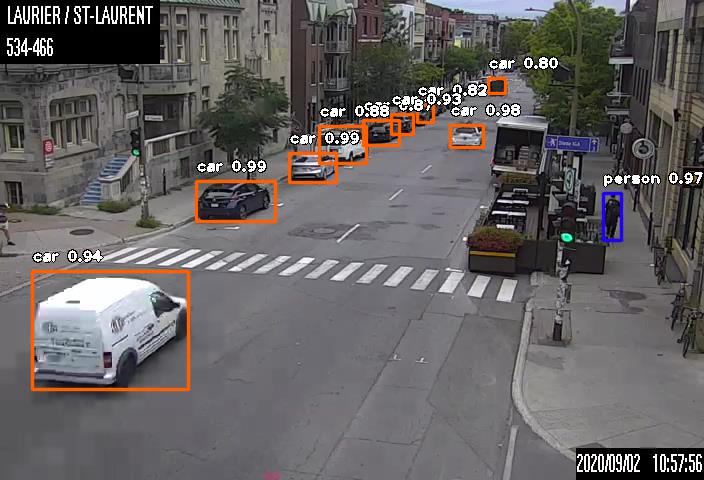 LAURIER / ST-LAURENT
534-466
car 0.80
car 0.82
car 0.93
car 0.88
car 0.98
car 0.99
car 0.99
person 0.97
car 0.94
2020/09/02 10:57:56